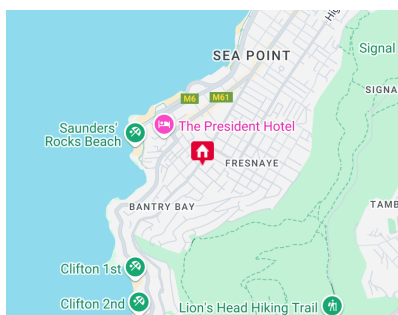 Hig
SEA POINT
Signal
M6
M61
SIGNA
Saunders'
Rocks Beach
The President Hotel
FRESNAYE
BANTRY BAY
TAMB
Clifton 1st
Clifton 2nd
Lion's Head Hiking Trail